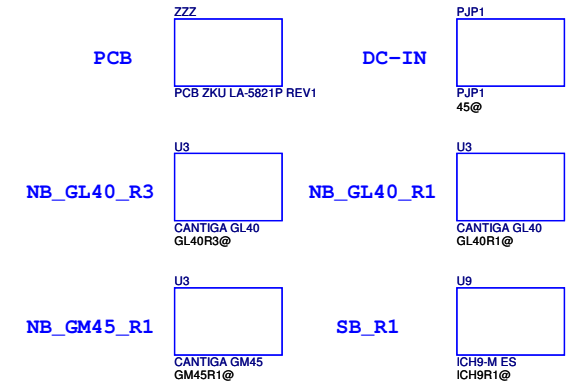 ZZZ
PCB
PCB ZKU LA-5821P REV1
PJP1
DC-IN
PJP1
45@
U3
NB_GL40_R3
CANTIGA GL40
GL40R3@
U3
NB_GL40_R1
CANTIGA GL40
GL40R1@
U3
NB_GM45_R1
CANTIGA GM45
GM45R1@
U9
SB_R1
ICH9-M ES
ICH9R1@